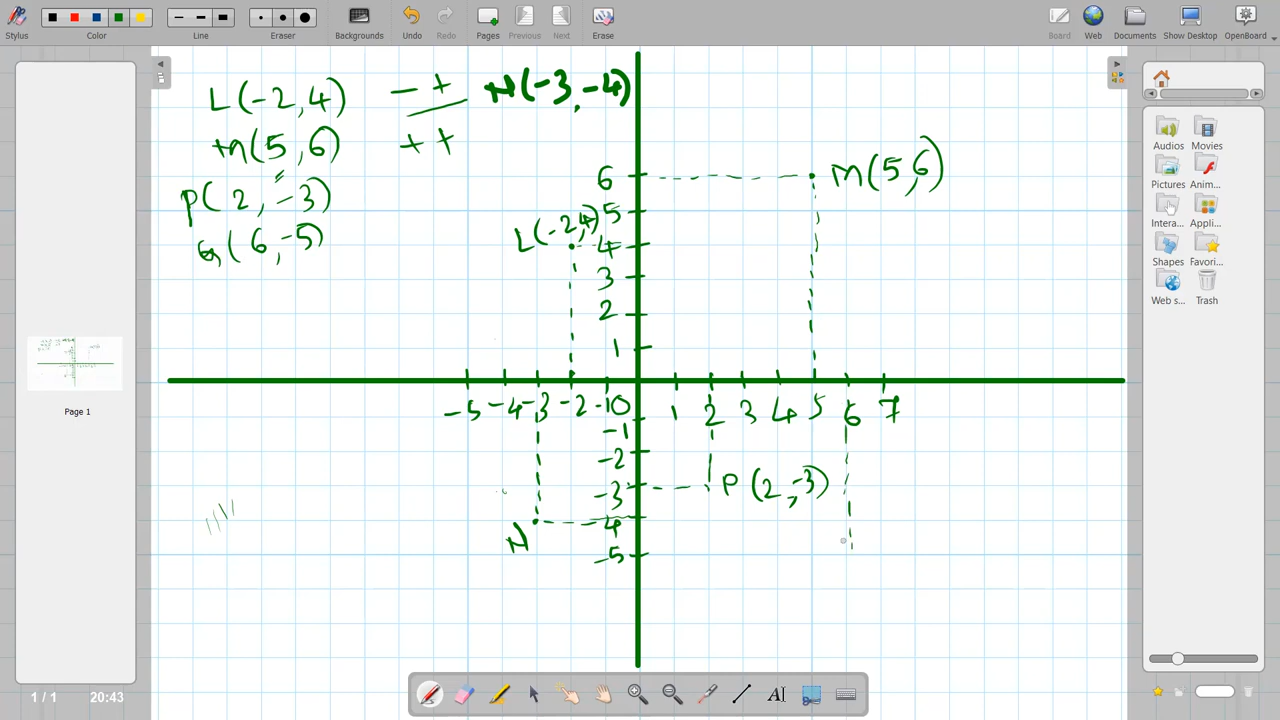 Stylus
Color
Line
Eraser
Backgrounds
Undo
Redo
Pages
Previous
Next
Erase
Board
Web
Documents
Show Desktop
OpenBoard
L(-2,4)
- +
N(-3,-4)
m(5,6)
+ +
P(2,-3)
(6,-5)
6
m(5,6)
L(-2,4)
5
4
3
2
1
-5 -4 -3 -2 -1 0 1 2 3 4 5 6 7
-1
-2
-3
P(2,-3)
-4
N
-5
Page 1
1 / 1
20:43
Audios
Movies
Pictures
Anim...
Intera...
Appli...
Shapes
Favori...
Web s...
Trash